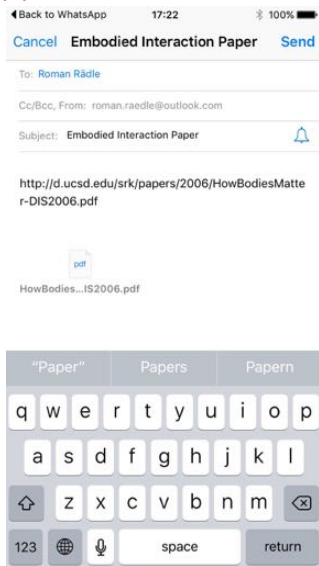 Back to WhatsApp 17:22 100%
Cancel Embodied Interaction Paper Send
To: Roman Rädle
Cc/Bcc, From: roman.raedle@outlook.com
Subject: Embodied Interaction Paper
http://d.ucsd.edu/srk/papers/2006/HowBodiesMatte
r-DIS2006.pdf
pdf
HowBodies...IS2006.pdf
"Paper" Papers Papern
q w e r t y u i o p
a s d f g h j k l
z x c v b n m
123 space return